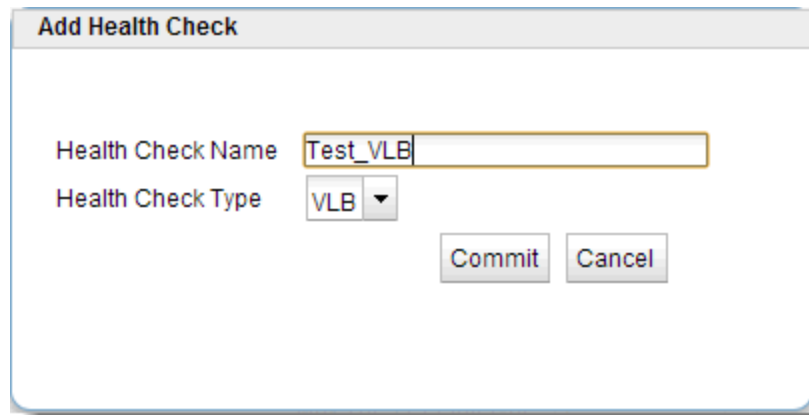 Add Health Check
Health Check Name Test_VLB
Health Check Type VLB
Commit Cancel